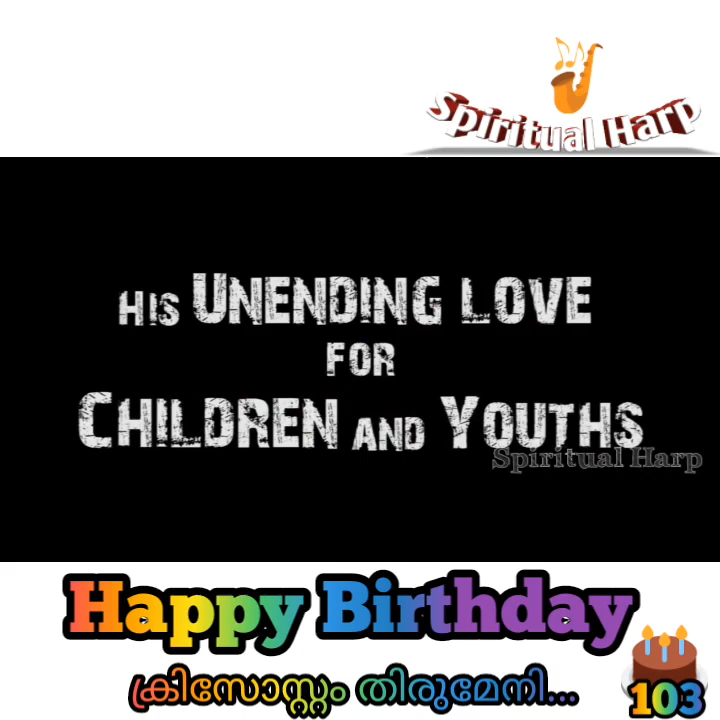 Spiritual Harp
HIS UNENDING LOVE
FOR
CHILDREN AND YOUTHS
Spiritual Harp
Happy Birthday
ക്രിസോസ്റ്റം തിരുമേനി...
103